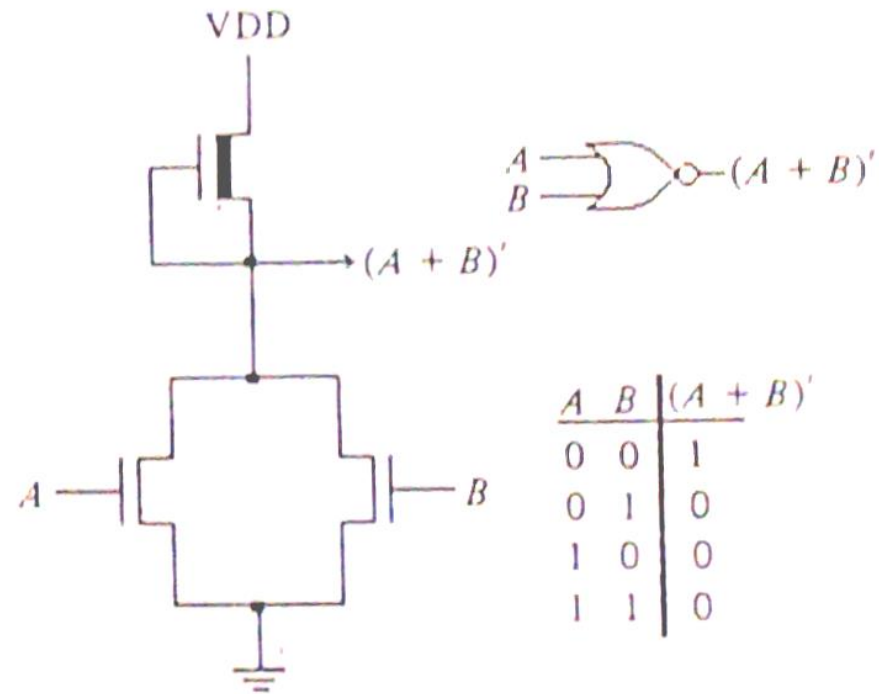 VDD
A
B
(A + B)'
(A + B)'
A B (A + B)'
0 0 1
0 1 0
1 0 0
1 1 0
A
B